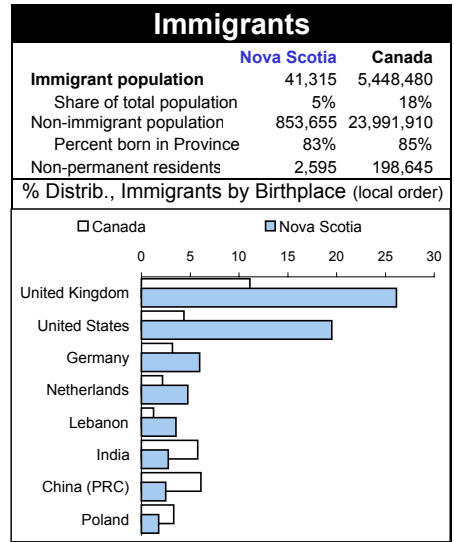 Immigrants
Nova Scotia Canada
Immigrant population 41,315 5,448,480
Share of total population 5% 18%
Non-immigrant population 853,655 23,991,910
Percent born in Province 83% 85%
Non-permanent residents 2,595 198,645
% Distrib., Immigrants by Birthplace (local order)
Canada Nova Scotia
0 5 10 15 20 25 30
United Kingdom
United States
Germany
Netherlands
Lebanon
India
China (PRC)
Poland